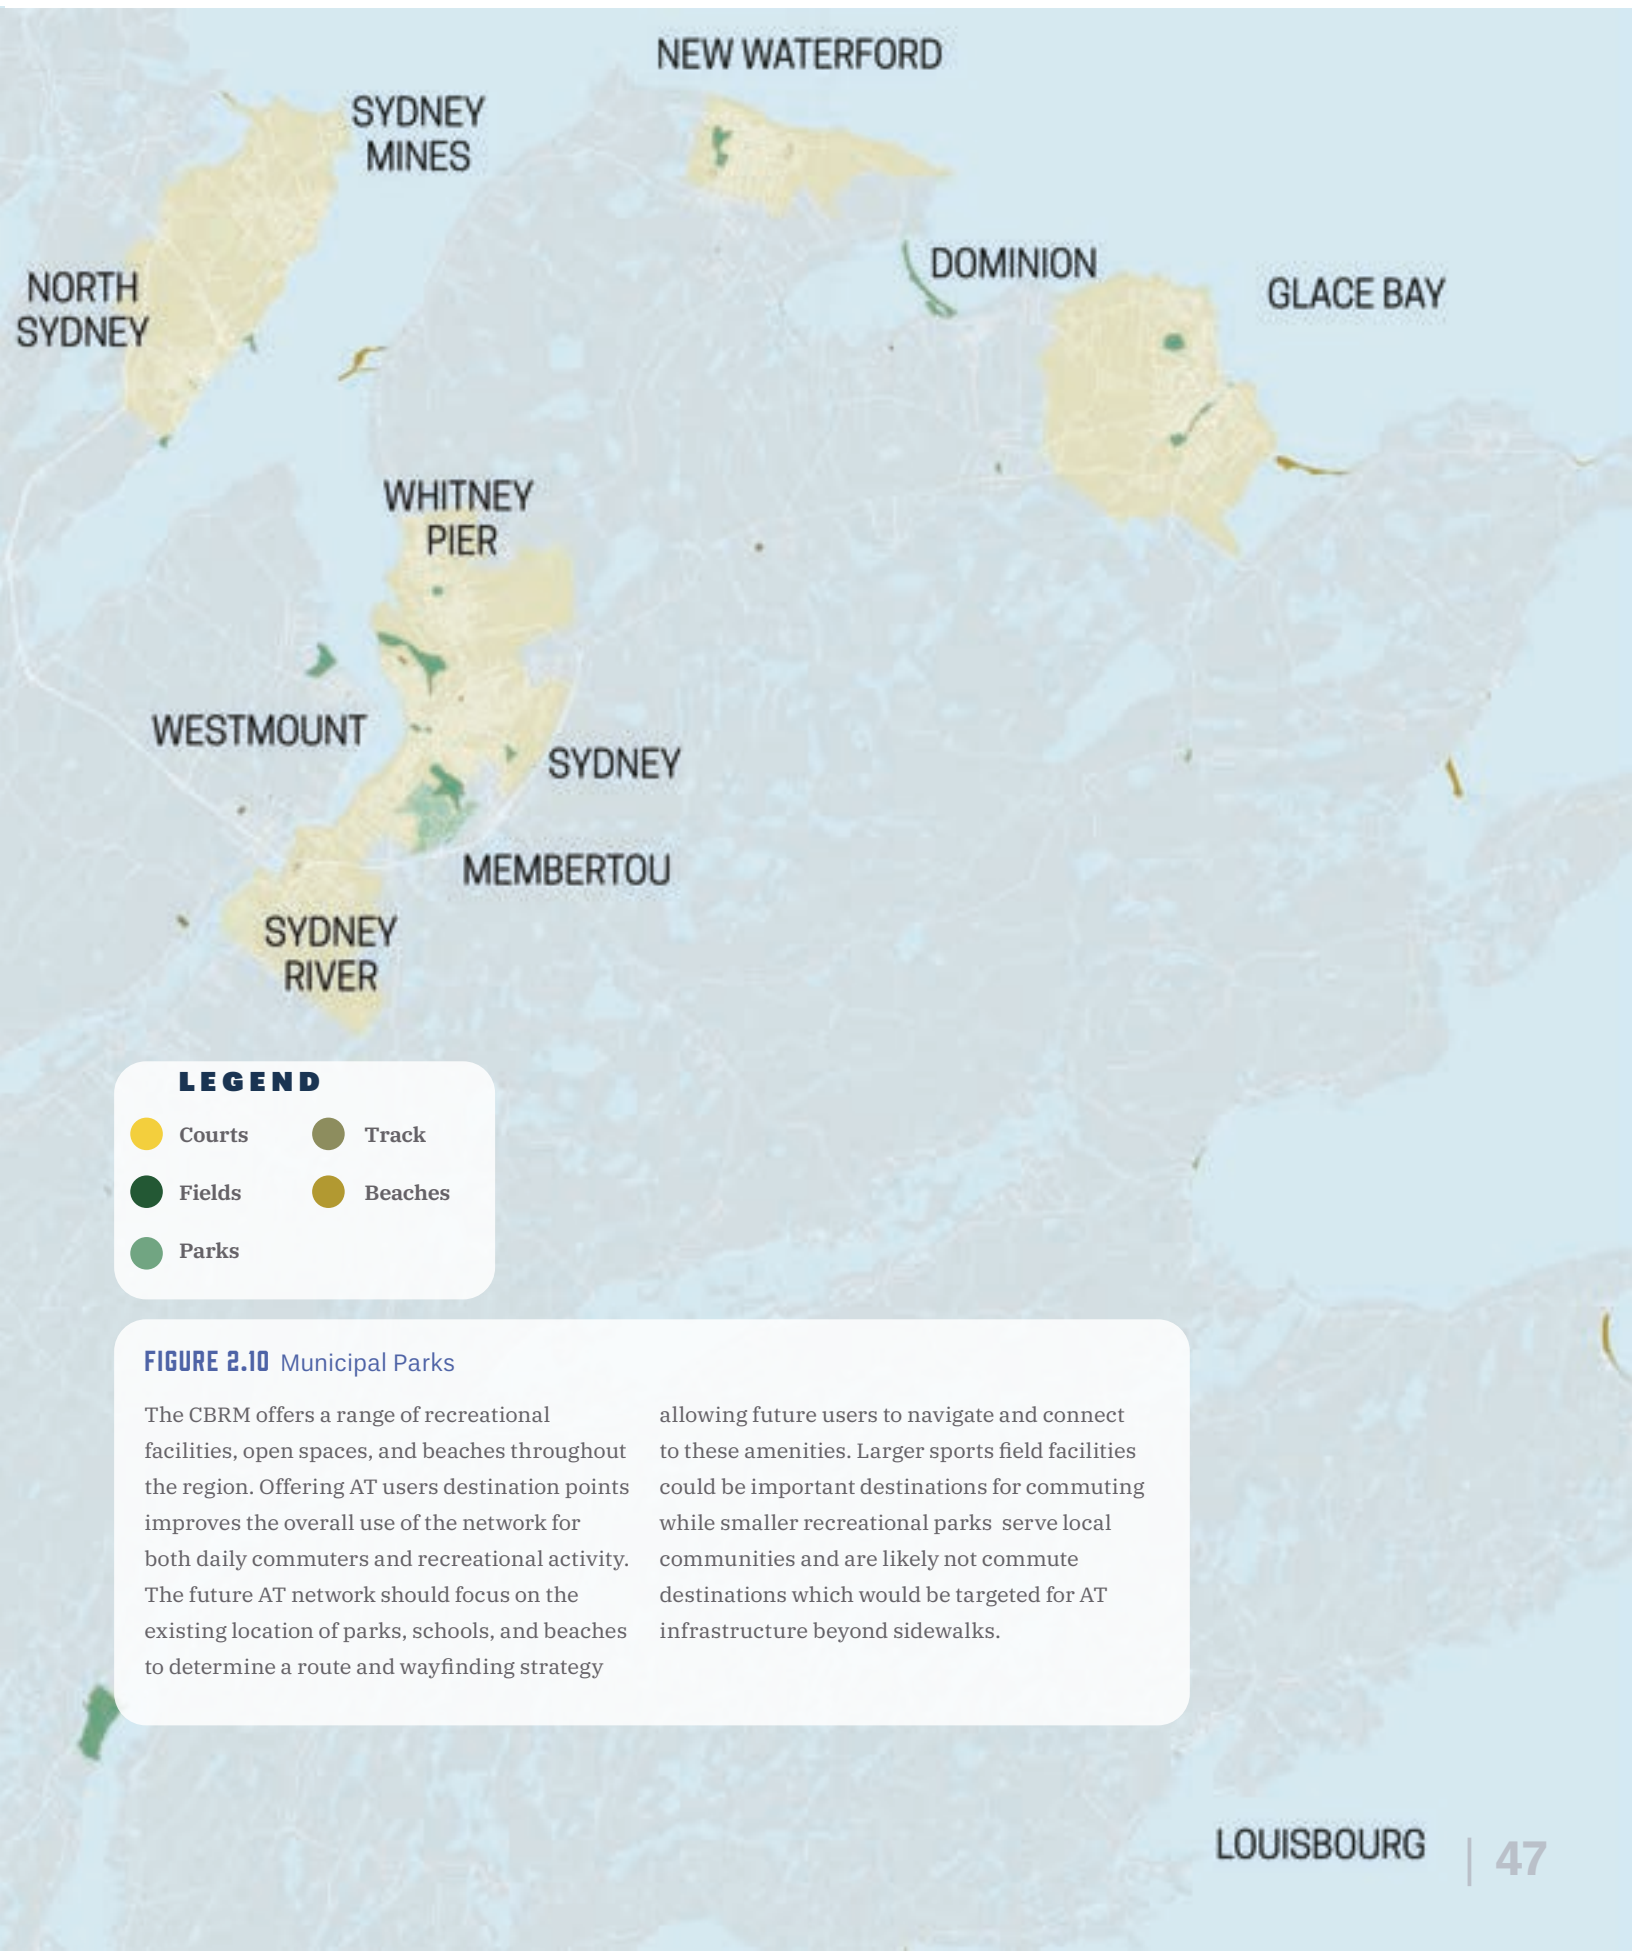 NEW WATERFORD
SYDNEY
MINES
DOMINION
GLACE BAY
NORTH
SYDNEY
WHITNEY
PIER
WESTMOUNT
SYDNEY
MEMBERTOU
SYDNEY
RIVER
LEGEND
Courts
Track
Fields
Beaches
Parks
FIGURE 2.10 Municipal Parks
The CBRM offers a range of recreational
facilities, open spaces, and beaches throughout
the region. Offering AT users destination points
improves the overall use of the network for
both daily commuters and recreational activity.
The future AT network should focus on the
existing location of parks, schools, and beaches
to determine a route and wayfinding strategy
allowing future users to navigate and connect
to these amenities. Larger sports field facilities
could be important destinations for commuting
while smaller recreational parks  serve local
communities and are likely not commute
destinations which would be targeted for AT
infrastructure beyond sidewalks.
LOUISBOURG
| 47